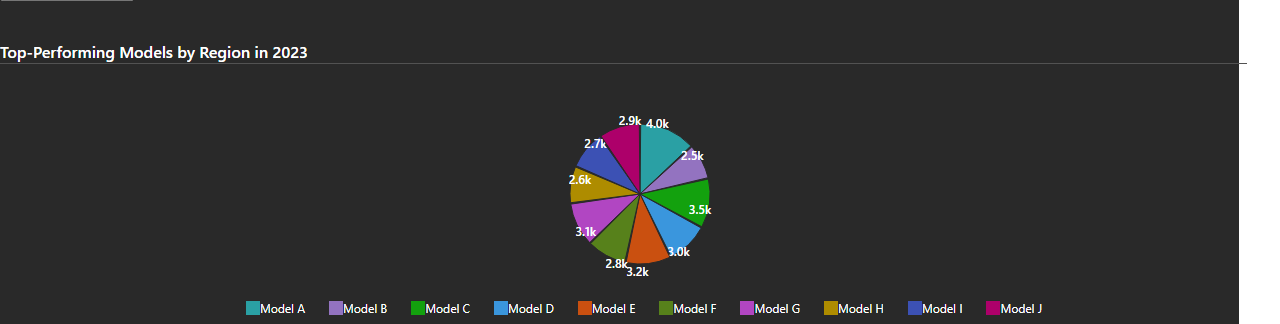 Top-Performing Models by Region in 2023
2.9k 4.0k
2.7k 2.5k
2.6k 3.5k
3.1k 3.0k
2.8k 3.2k
Model A Model B Model C Model D Model E Model F Model G Model H Model I Model J